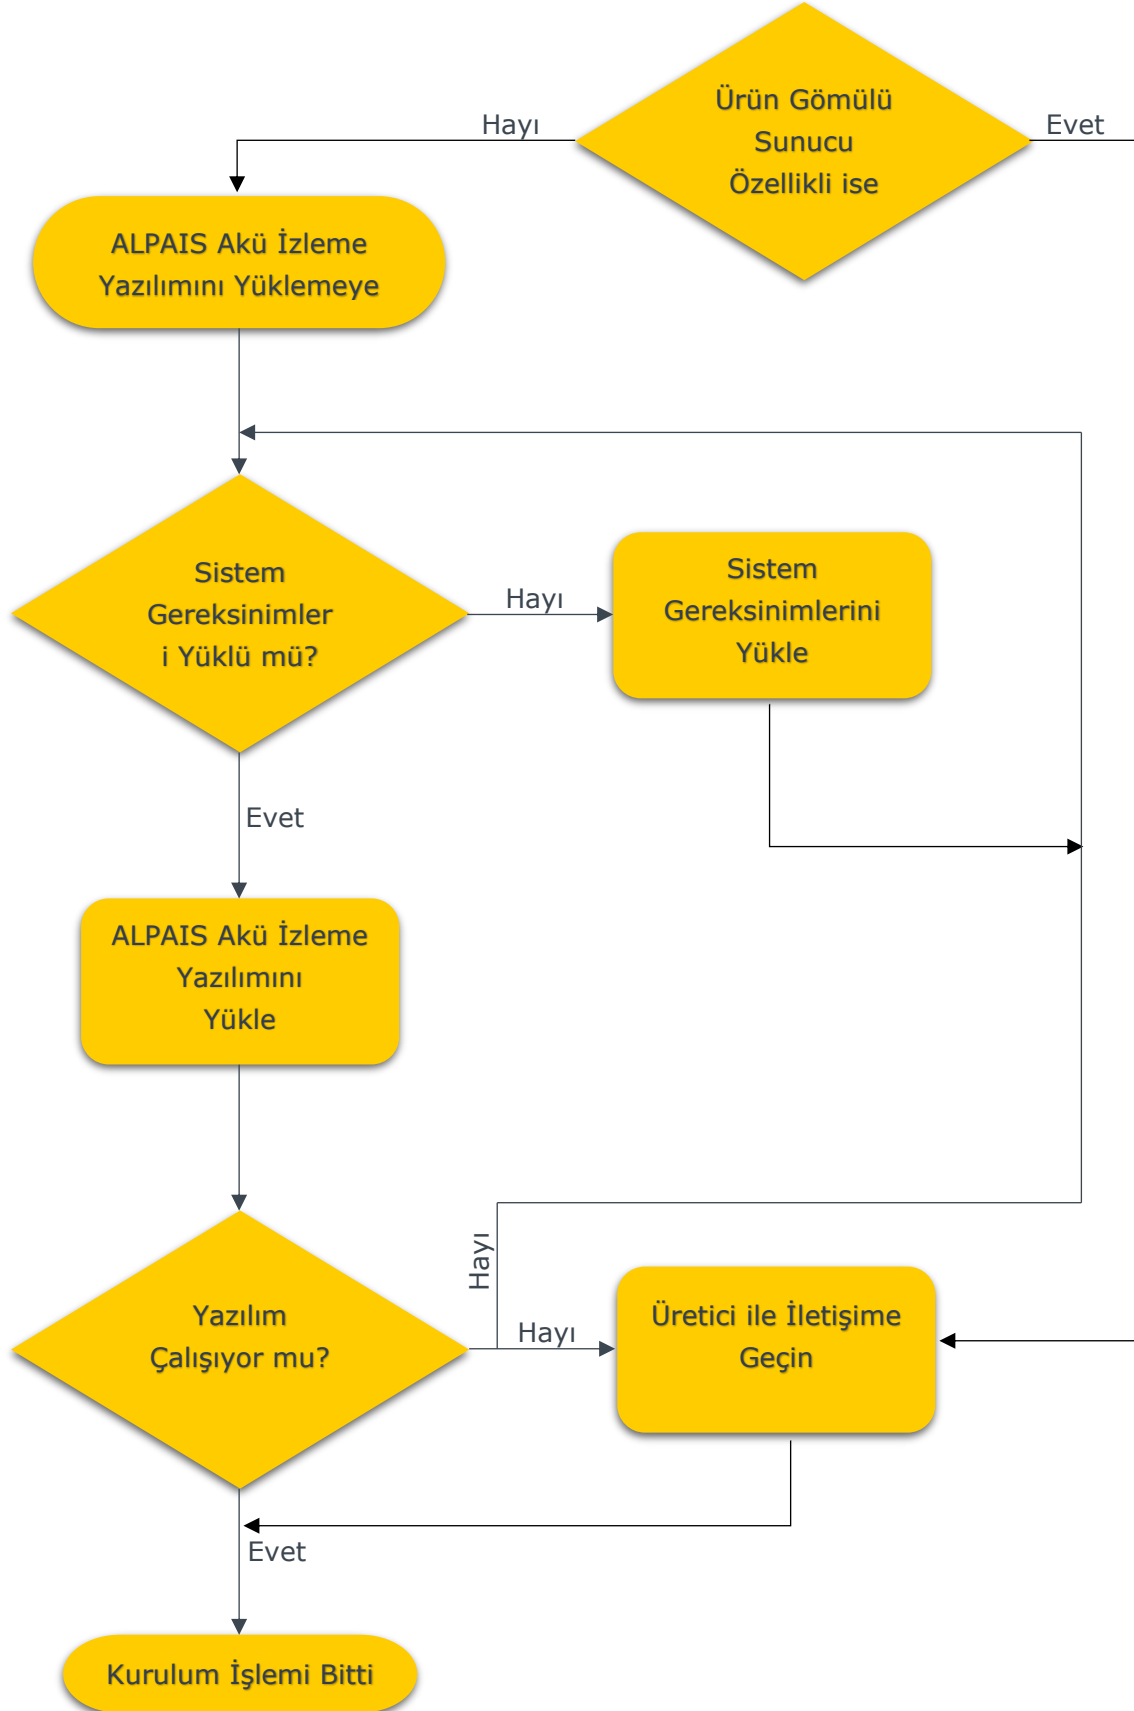 Ürün Gömülü
Sunucu
Özellikli ise
Hayı
Evet
ALPAIS Akü İzleme
Yazılımını Yüklemeye
Sistem
Gereksinimler
i Yüklü mü?
Hayı
Sistem
Gereksinimlerini
Yükle
Evet
ALPAIS Akü İzleme
Yazılımını
Yükle
Yazılım
Çalışıyor mu?
Hayı
Hayı
Üretici ile İletişime
Geçin
Evet
Kurulum İşlemi Bitti